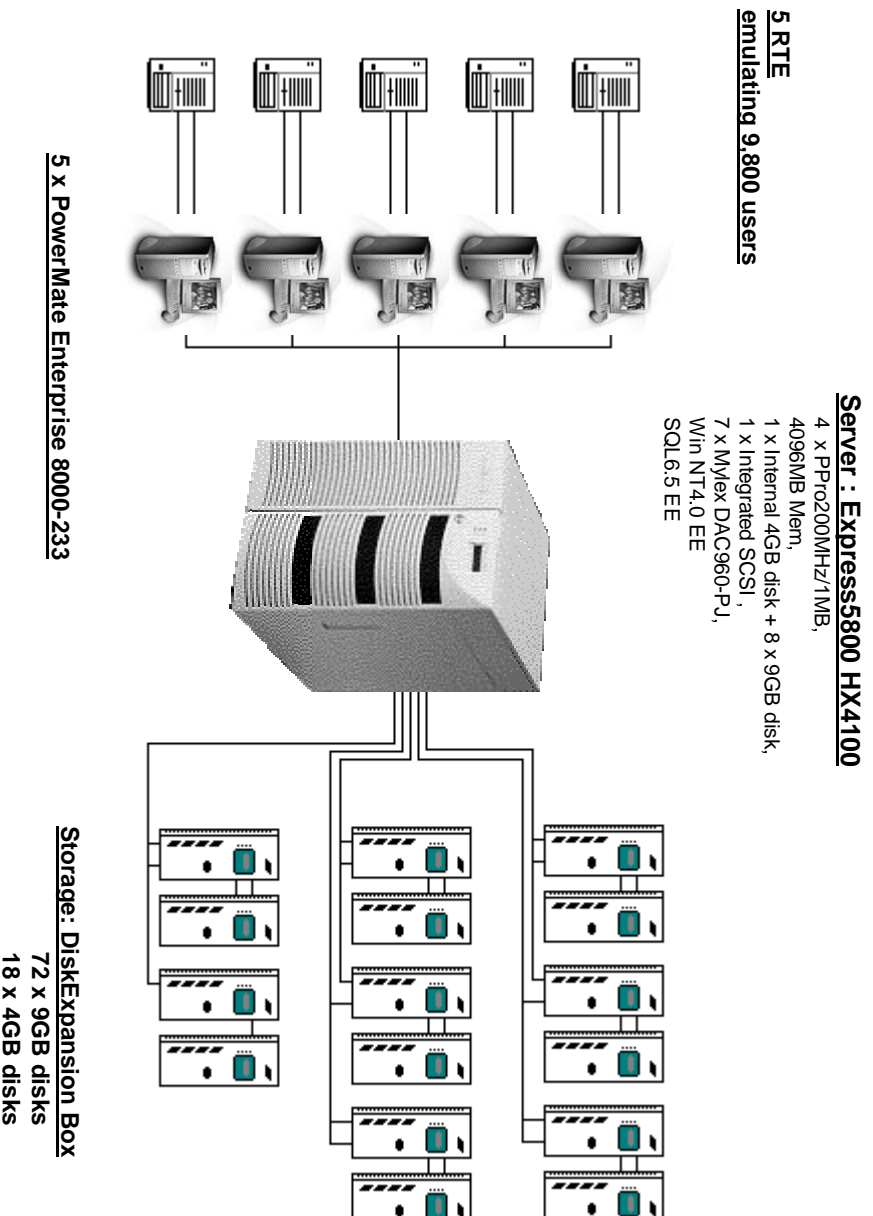 5 RTE
emulating 9,800 users
5 x PowerMate Enterprise 8000-233
Server : Express5800 HX4100
4 x PPro200MHz/1MB,
4096MB Mem,
1 x Internal 4GB disk + 8 x 9GB disk,
1 x Integrated SCSI ,
7 x Mylex DAC960-PJ,
Win NT4.0 EE
SQL6.5 EE
Storage: DiskExpansion Box
72 x 9GB disks
18 x 4GB disks